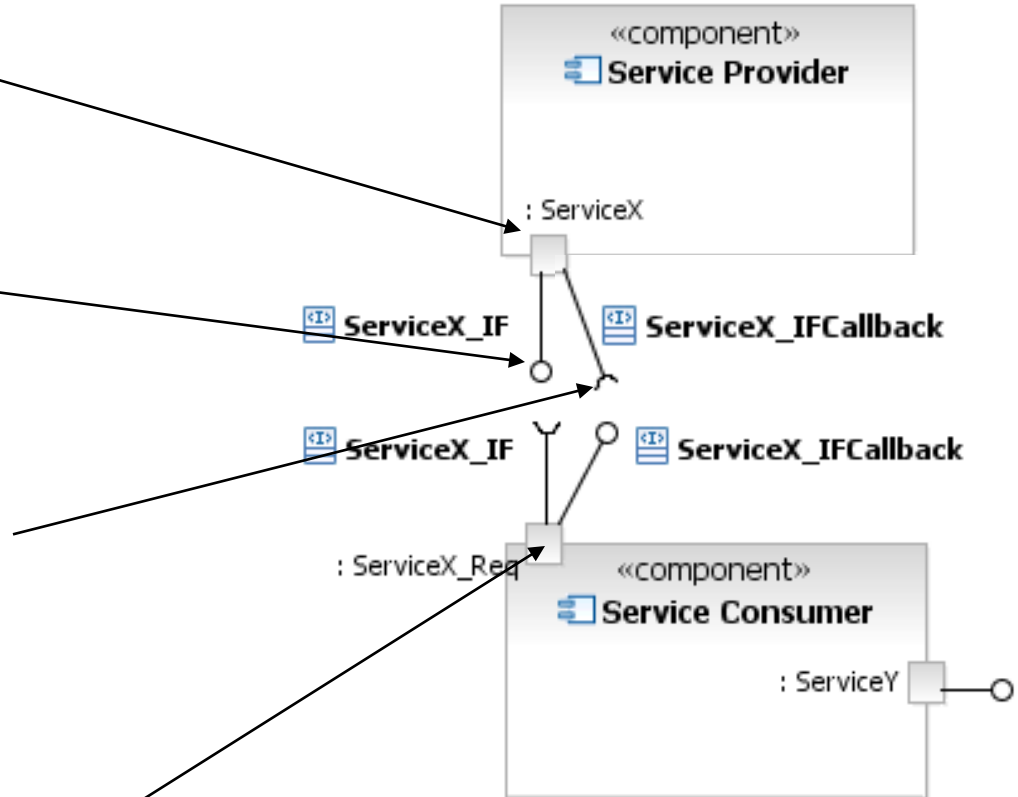 «component»
Service Provider
: ServiceX
ServiceX_IF
ServiceX_IFCallback
ServiceX_IF
ServiceX_IFCallback
: ServiceX_Req
«component»
Service Consumer
: ServiceY